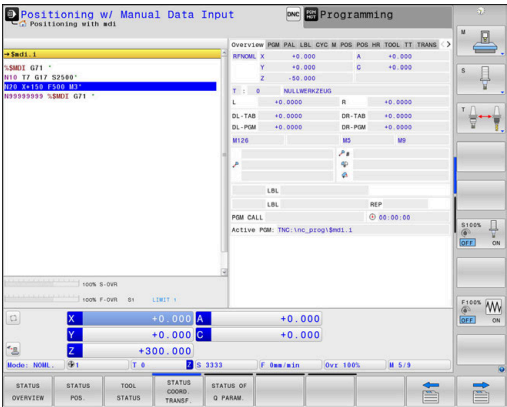 Positioning w/ Manual Data Input
Positioning with mdi
DNC
Programming
→$mdi.i
%$MDI G71 *
N10 T7 G17 S2500*
N20 X+150 F500 M3*
N99999999 %$MDI G71 *
Overview PGM PAL LBL CYC M POS POS HR TOOL TT TRANS
RFNOML X +0.000 A +0.000
Y +0.000 C +0.000
Z -50.000
T : 0 NULLWERKZEUG
L +0.0000 R +0.0000
DL-TAB +0.0000 DR-TAB +0.0000
DL-PGM +0.0000 DR-PGM +0.0000
M126 M5 M9
LBL
LBL REP
PGM CALL 00:00:00
Active PGM: TNC:\nc_prog\$mdi.i
100% S-OVR
100% F-OVR S1 LIMIT 1
X +0.000 A +0.000
Y +0.000 C +0.000
Z +300.000
Mode: NOML. 1 T 0 Z S 3333 F 0mm/min Ovr 100% M 5/9
STATUS OVERVIEW
STATUS POS.
TOOL STATUS
STATUS COORD. TRANSF.
STATUS OF Q PARAM.
M
S
T
S100%
OFF ON
F100%
OFF ON